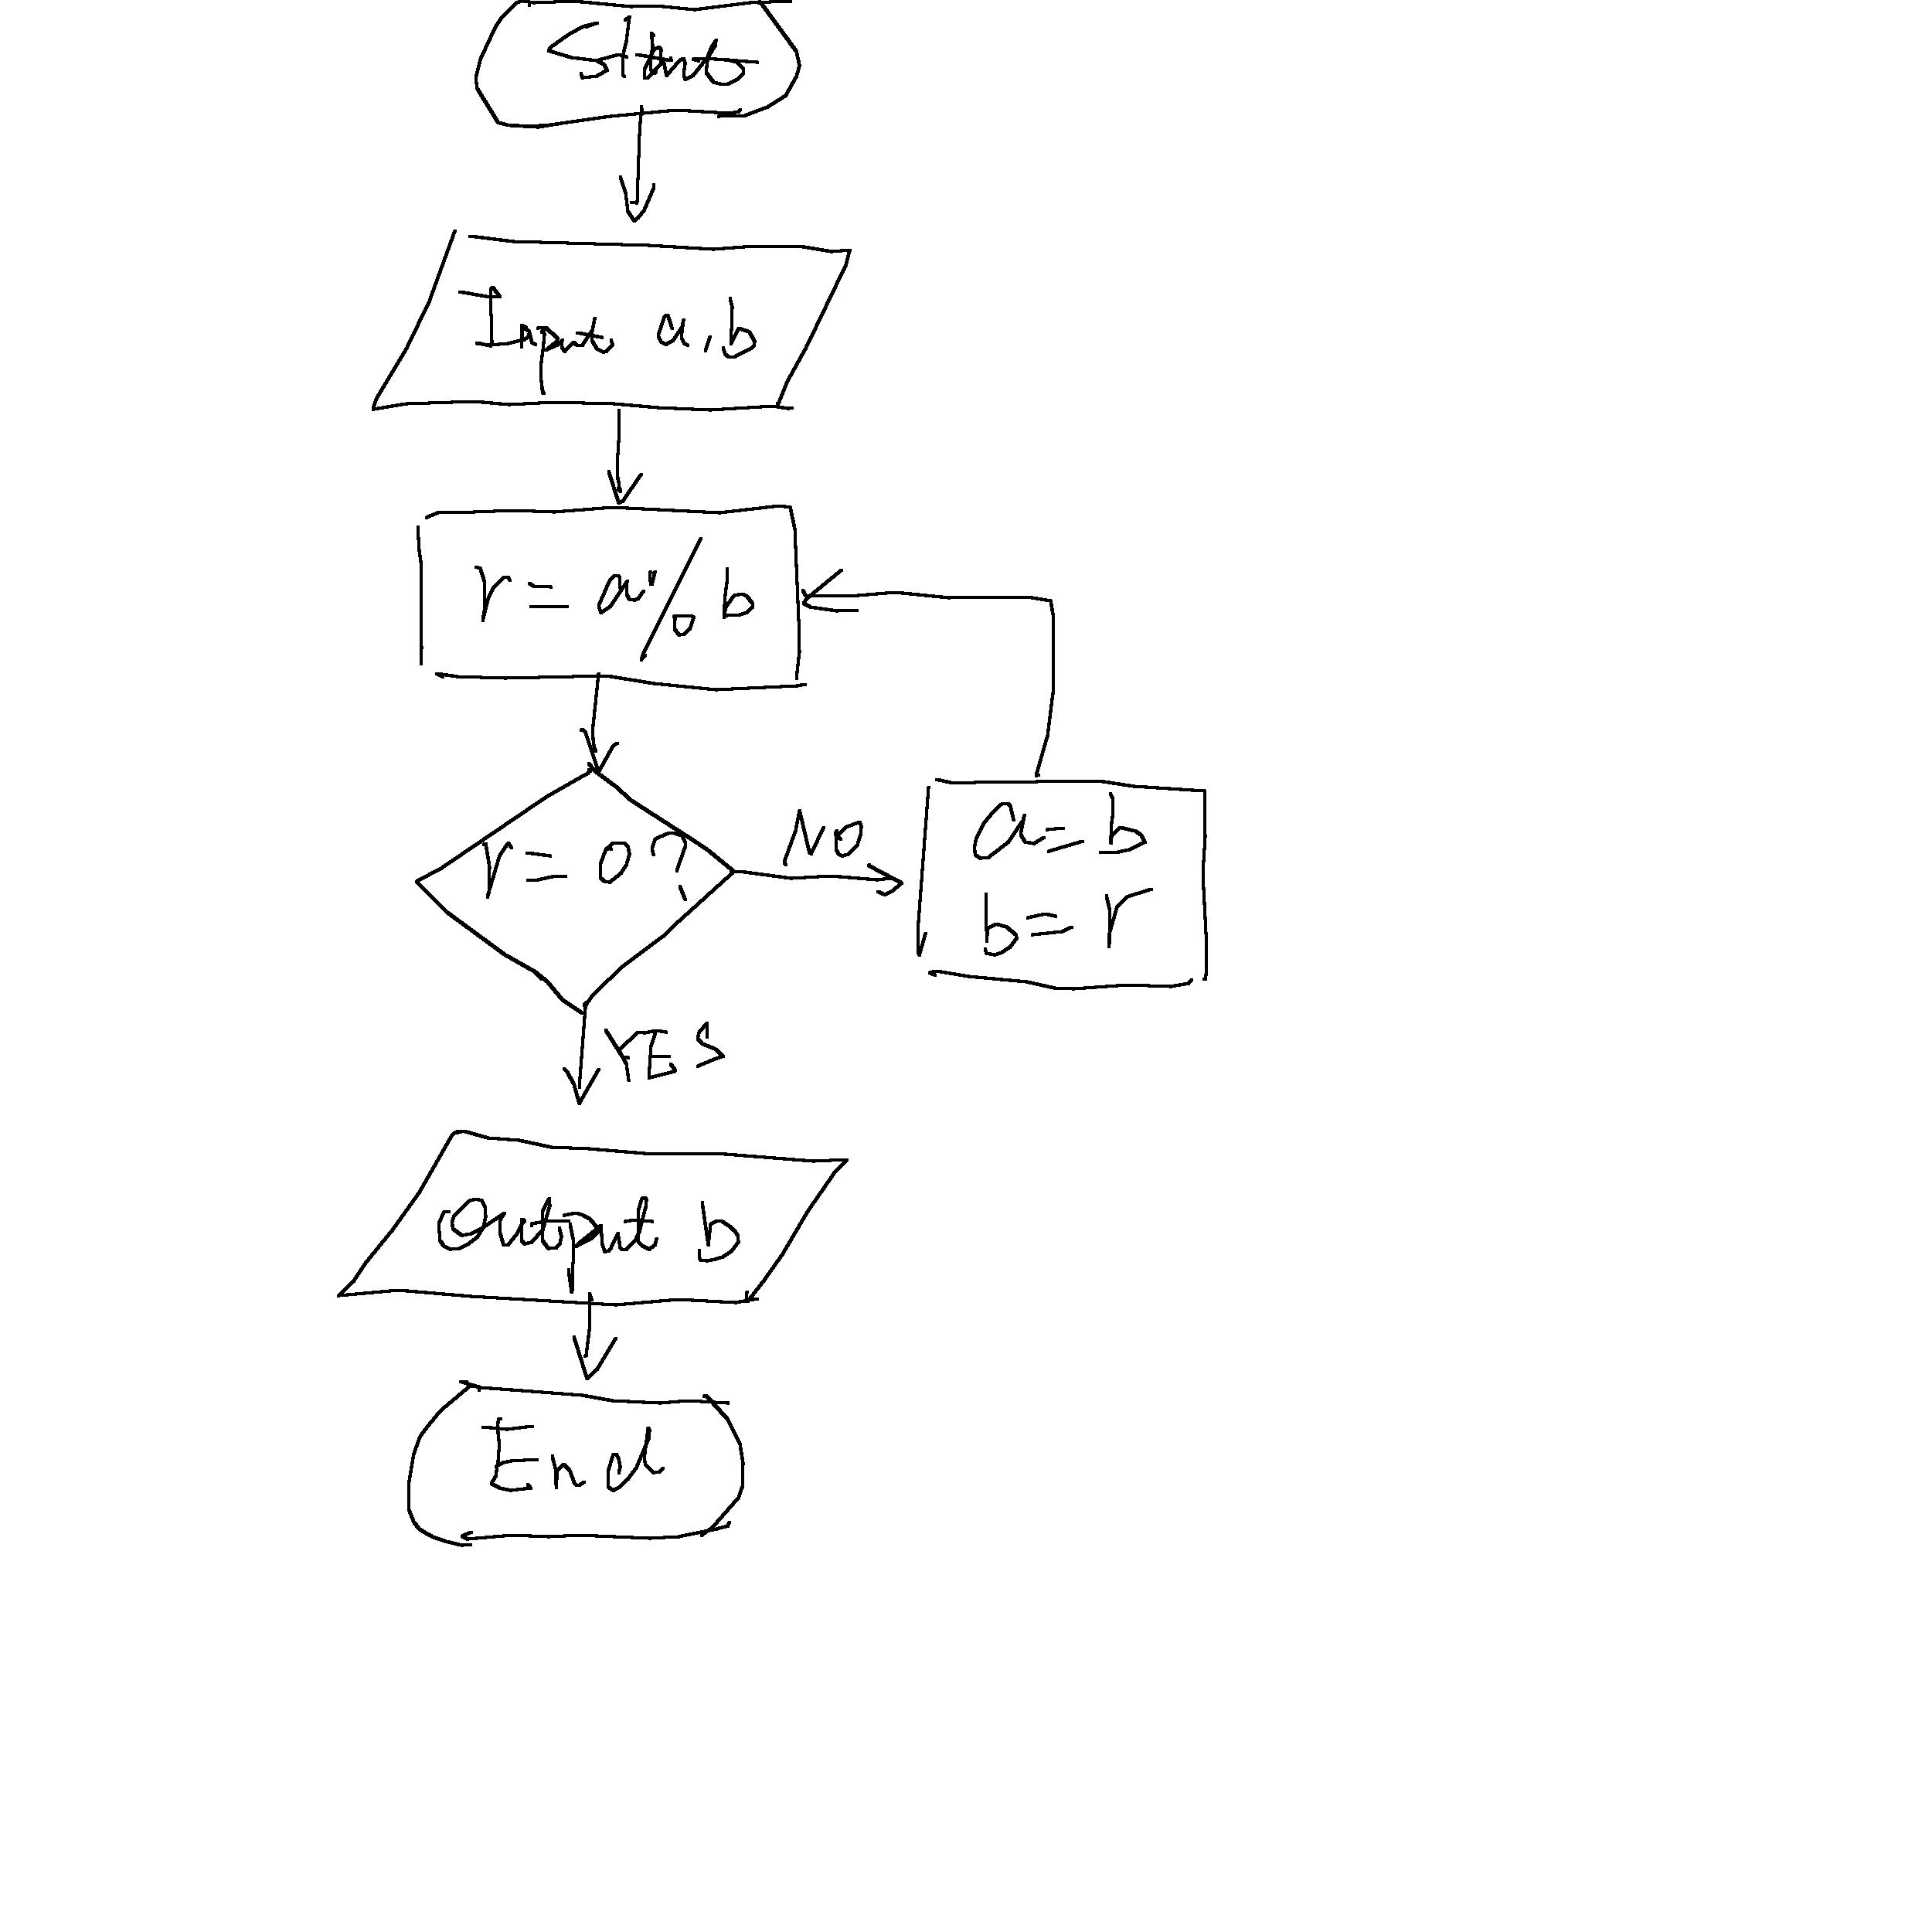 Start
Input a, b
r = a % b
r = 0 ?
NO
a = b
b = r
YES
Output b
End